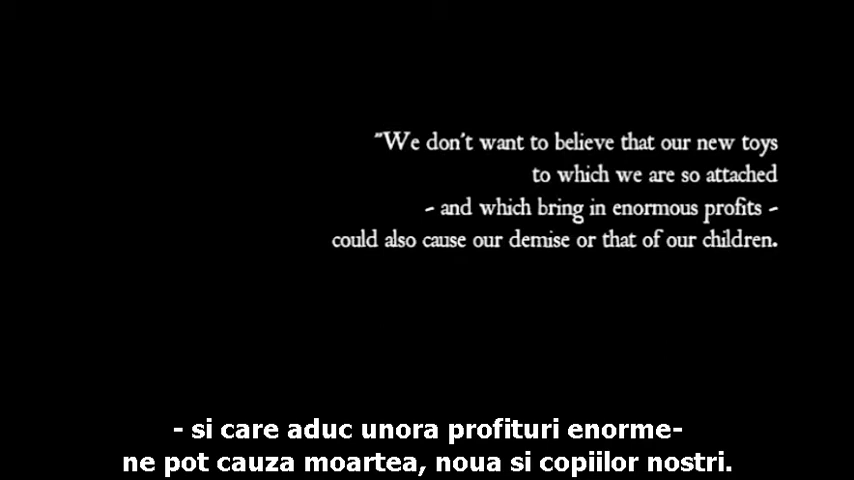 "We don't want to believe that our new toys
to which we are so attached
- and which bring in enormous profits -
could also cause our demise or that of our children.
- si care aduc unora profituri enorme-
ne pot cauza moartea, noua si copiilor nostri.